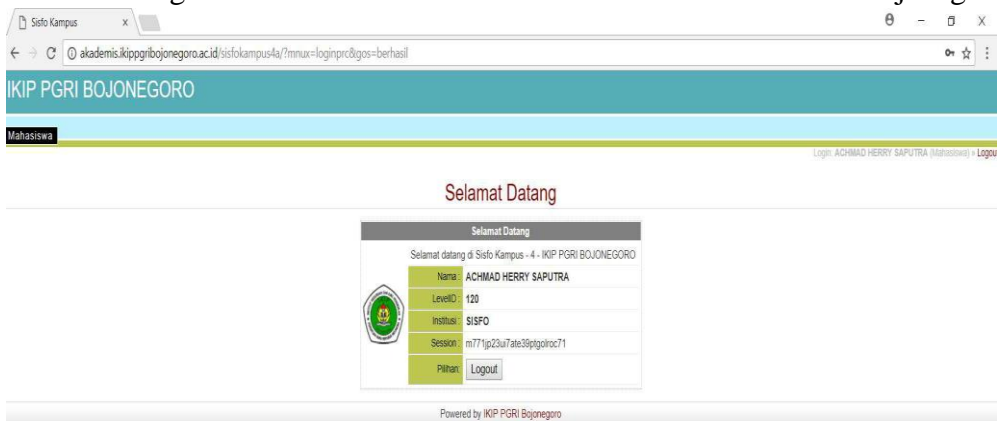 Sisfo Kampus
akademis.ikippgribojonegoro.ac.id/sisfokampus4a/?mnux=loginprc&gos=berhasil
IKIP PGRI BOJONEGORO
Mahasiswa
Login: ACHMAD HERRY SAPUTRA (Mahasiswa) » Logou
Selamat Datang
Selamat Datang
Selamat datang di Sisfo Kampus - 4 - IKIP PGRI BOJONEGORO
Nama : ACHMAD HERRY SAPUTRA
LevelID : 120
Institusi : SISFO
Session : m771jp23ui7ate39ptgolroc71
Pilihan: Logout
Powered by IKIP PGRI Bojonegoro